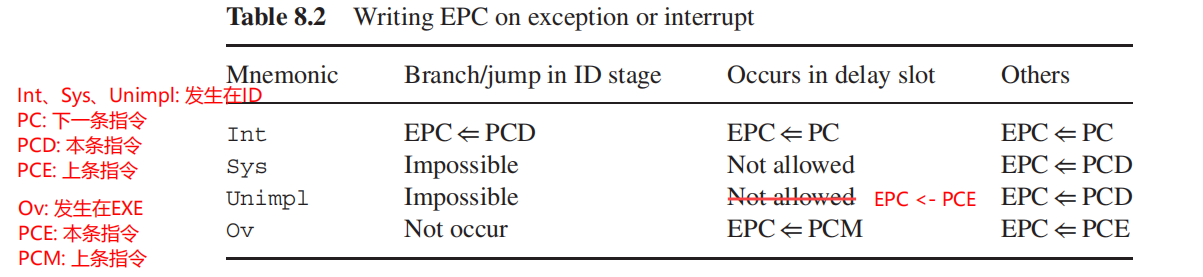 Table 8.2 Writing EPC on exception or interrupt
Mnemonic Branch/jump in ID stage Occurs in delay slot Others
Int、Sys、Unimpl: 发生在ID
PC: 下一条指令
Int EPC ⇐ PCD EPC ⇐ PC EPC ⇐ PC
PCD: 本条指令
PCE: 上条指令
Sys Impossible Not allowed EPC ⇐ PCD
Unimpl Impossible Not allowed EPC <- PCE EPC ⇐ PCD
Ov: 发生在EXE
PCE: 本条指令
Ov Not occur EPC ⇐ PCM EPC ⇐ PCE
PCM: 上条指令